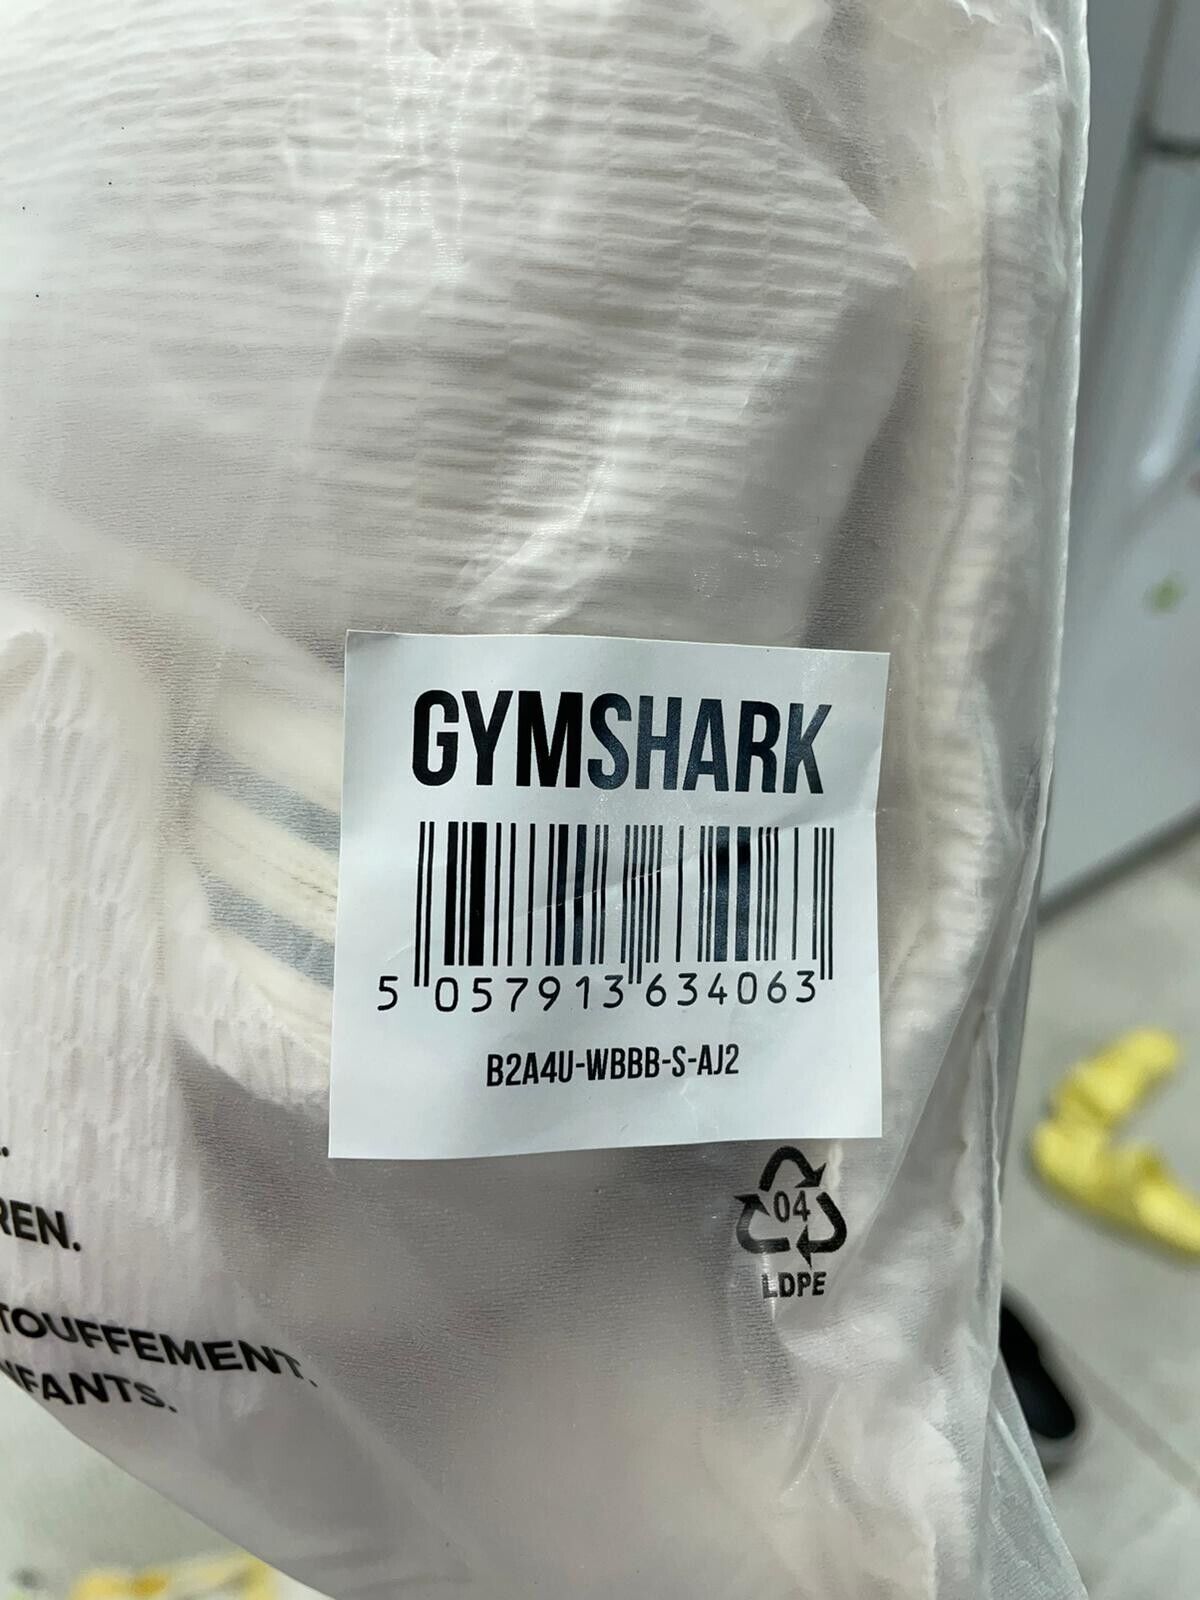 GYMSHARK
5 057913 634063
B2A4U-WBBB-S-AJ2
04
LDPE
REN.
TOUFFEMENT.
NFANTS.